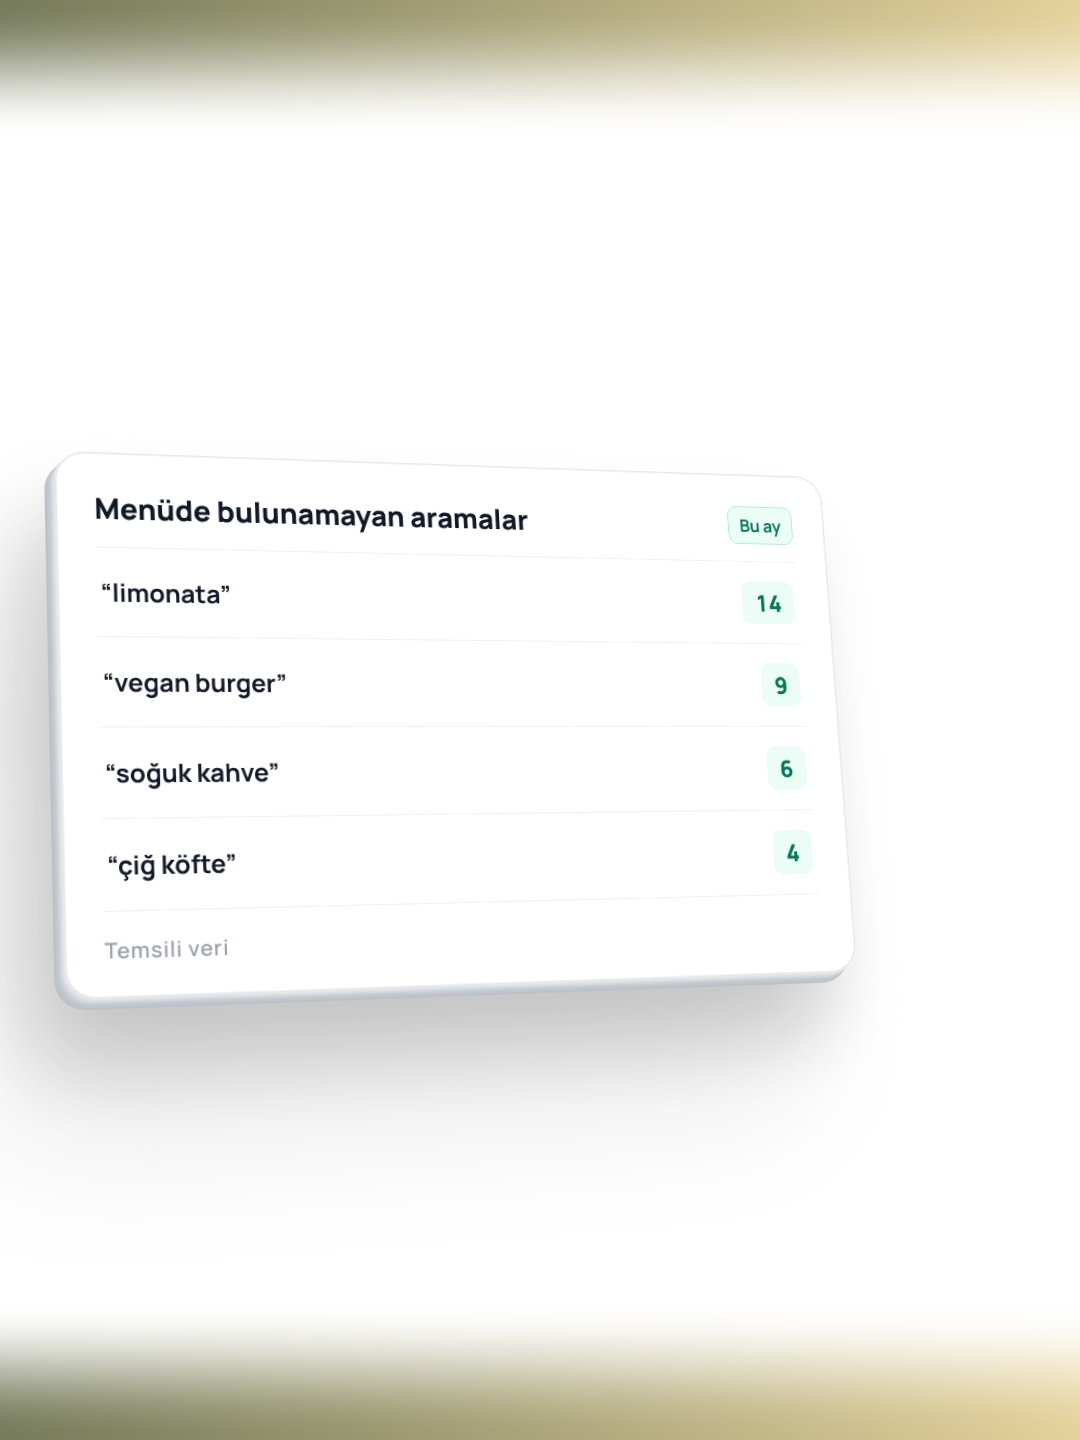 Menüde bulunamayan aramalar
Bu ay
“limonata”
14
“vegan burger”
9
“soğuk kahve”
6
“çiğ köfte”
4
Temsili veri